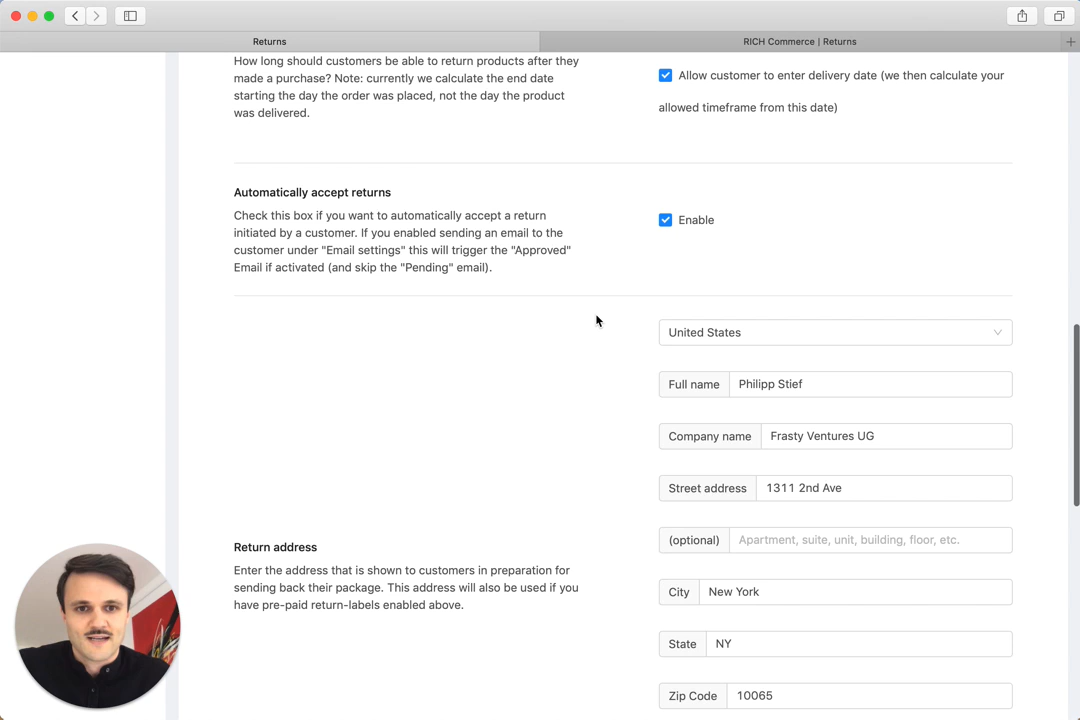 Returns
RICH Commerce | Returns
How long should customers be able to return products after they
made a purchase? Note: currently we calculate the end date
starting the day the order was placed, not the day the product
was delivered.
Allow customer to enter delivery date (we then calculate your
allowed timeframe from this date)
Automatically accept returns
Check this box if you want to automatically accept a return
initiated by a customer. If you enabled sending an email to the
customer under "Email settings" this will trigger the "Approved"
Email if activated (and skip the "Pending" email).
Enable
United States
Full name Philipp Stief
Company name Frasty Ventures UG
Street address 1311 2nd Ave
(optional) Apartment, suite, unit, building, floor, etc.
Return address
Enter the address that is shown to customers in preparation for
sending back their package. This address will also be used if you
have pre-paid return-labels enabled above.
City New York
State NY
Zip Code 10065